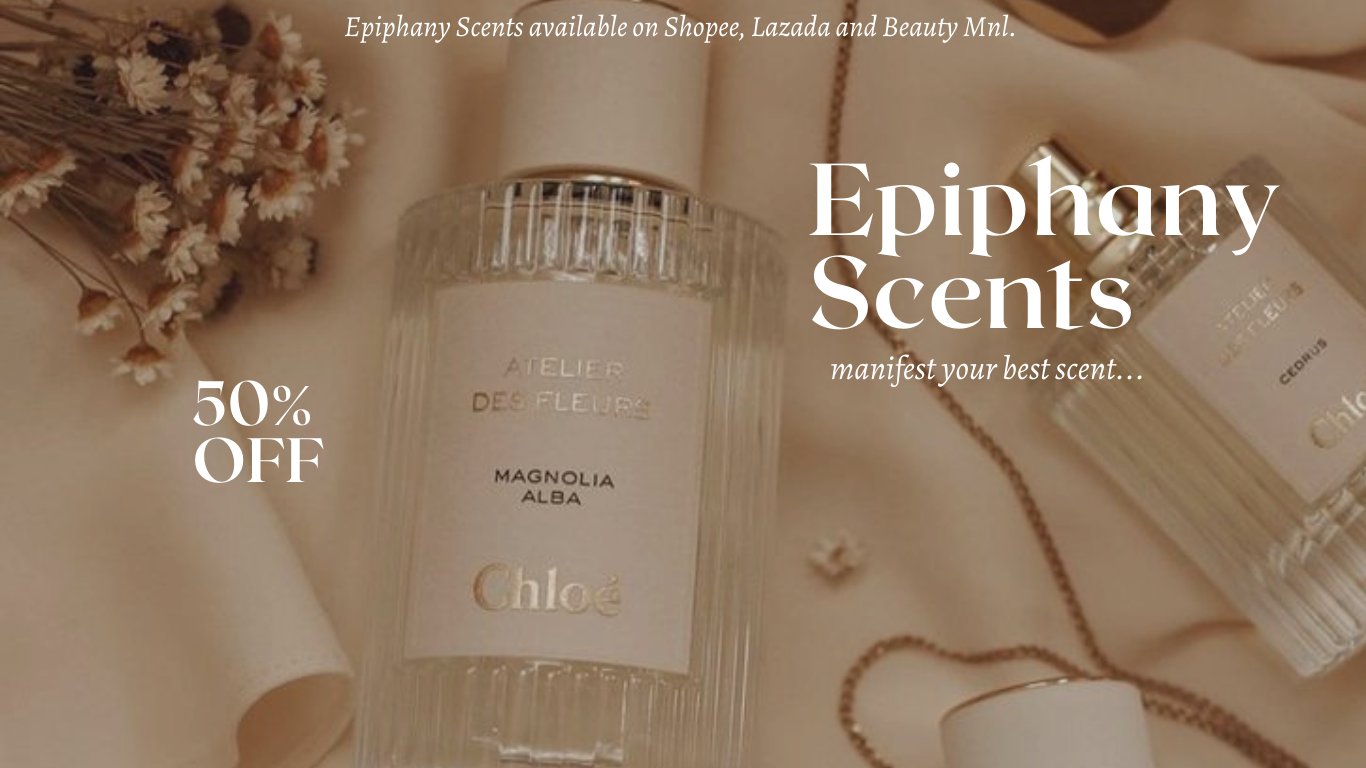 Epiphany Scents available on Shopee, Lazada and Beauty Mnl.
Epiphany
Scents
manifest your best scent...
50%
OFF
ATELIER
DES FLEURS
MAGNOLIA
ALBA
Chloé
ATELIER
DES FLEURS
CEDRUS
Chlo